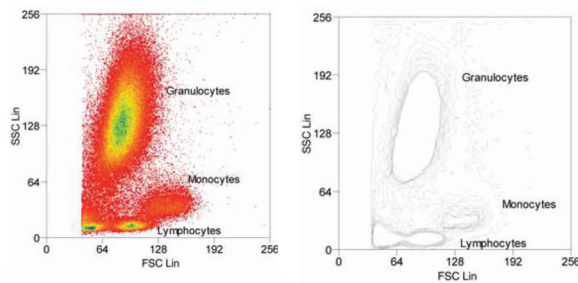 256
192
128
64
0
SSC Lin
Granulocytes
Monocytes
Lymphocytes
0
64
128
192
256
FSC Lin
256
192
128
64
0
SSC Lin
Granulocytes
Monocytes
Lymphocytes
0
64
128
192
256
FSC Lin